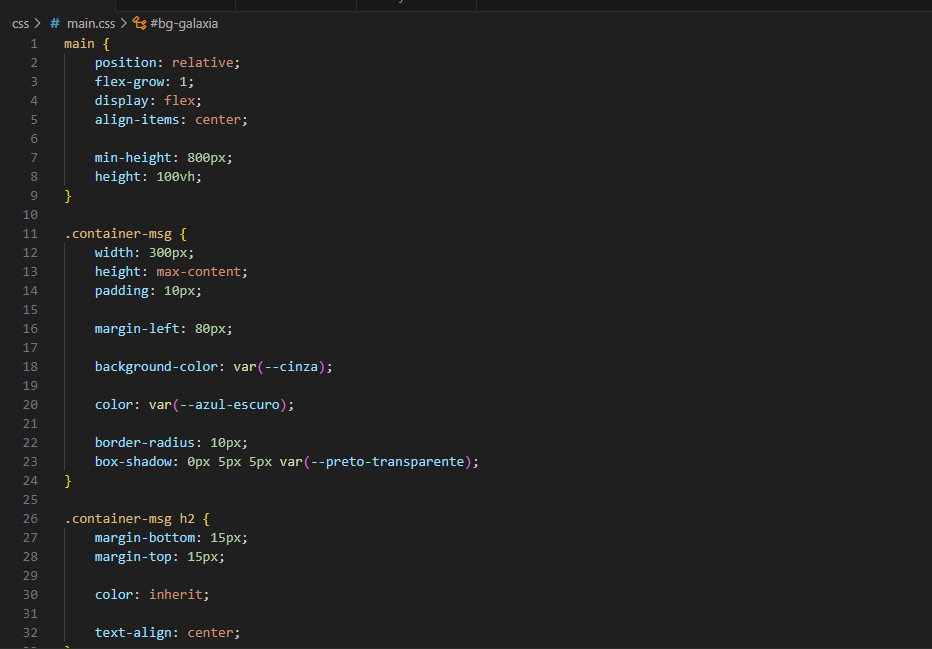 css > # main.css > #bg-galaxia
1 main {
2 position: relative;
3 flex-grow: 1;
4 display: flex;
5 align-items: center;
6
7 min-height: 800px;
8 height: 100vh;
9 }
10
11 .container-msg {
12 width: 300px;
13 height: max-content;
14 padding: 10px;
15
16 margin-left: 80px;
17
18 background-color: var(--cinza);
19
20 color: var(--azul-escuro);
21
22 border-radius: 10px;
23 box-shadow: 0px 5px 5px var(--preto-transparente);
24 }
25
26 .container-msg h2 {
27 margin-bottom: 15px;
28 margin-top: 15px;
29
30 color: inherit;
31
32 text-align: center;